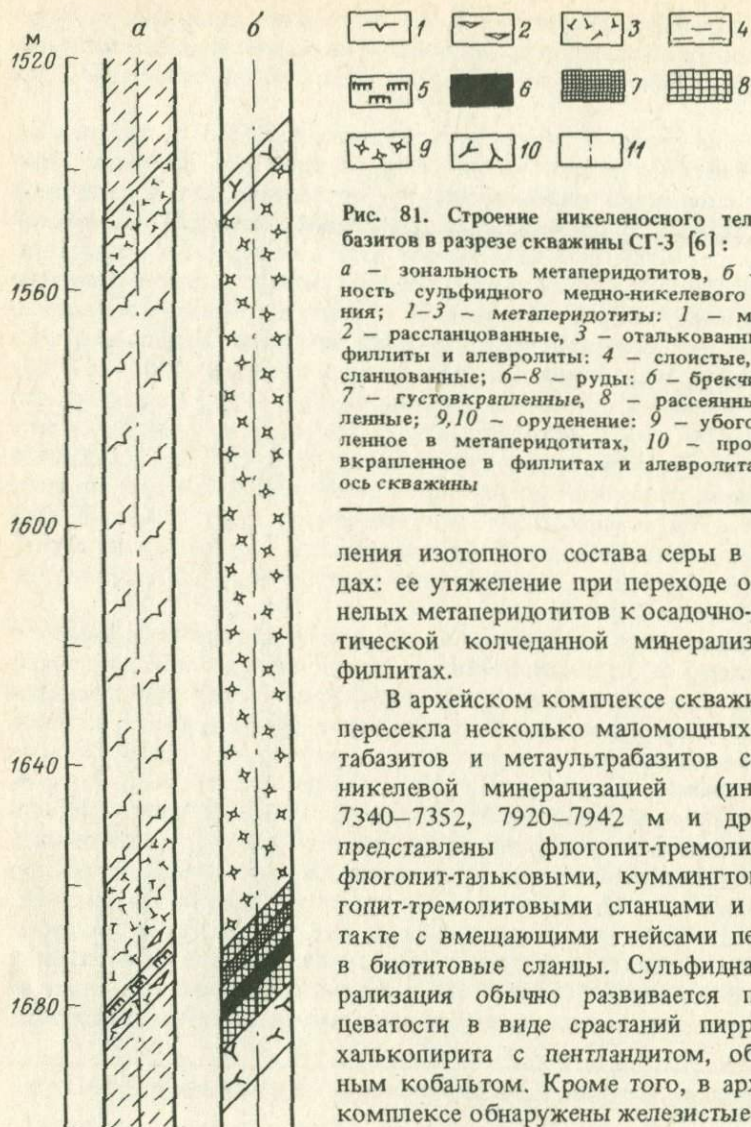 м
а
б
1520
1560
1600
1640
1680
1
2
3
4
5
6
7
8
9
10
11
Рис. 81. Строение никеленосного тел
базитов в разрезе скважины СГ-3 [6] :
а – зональность метаперидотитов, б –
ность сульфидного медно-никелевого
ния; 1–3 – метаперидотиты: 1 – м
2 – рассланцованные, 3 – оталькованн
филлиты и алевролиты: 4 – слоистые,
сланцованные; 6–8 – руды: 6 – брекчи
7 – густовкрапленные, 8 – рассеянны
ленные; 9,10 – оруденение: 9 – убого
ленное в метаперидотитах, 10 – про
вкрапленное в филлитах и алевролита
ось скважины
ления изотопного состава серы в
дах: ее утяжеление при переходе о
нелых метаперидотитов к осадочно-
тической колчеданной минерализ
филлитах.
В архейском комплексе скважи
пересекла несколько маломощных
табазитов и метаультрабазитов с
никелевой минерализацией (ин
7340–7352, 7920–7942 м и др
представлены флогопит-тремоли
флогопит-тальковыми, куммингто
гопит-тремолитовыми сланцами и
такте с вмещающими гнейсами пе
в биотитовые сланцы. Сульфидна
рализация обычно развивается п
цеватости в виде срастаний пирр
халькопирита с пентландитом, об
ным кобальтом. Кроме того, в арх
комплексе обнаружены железистые